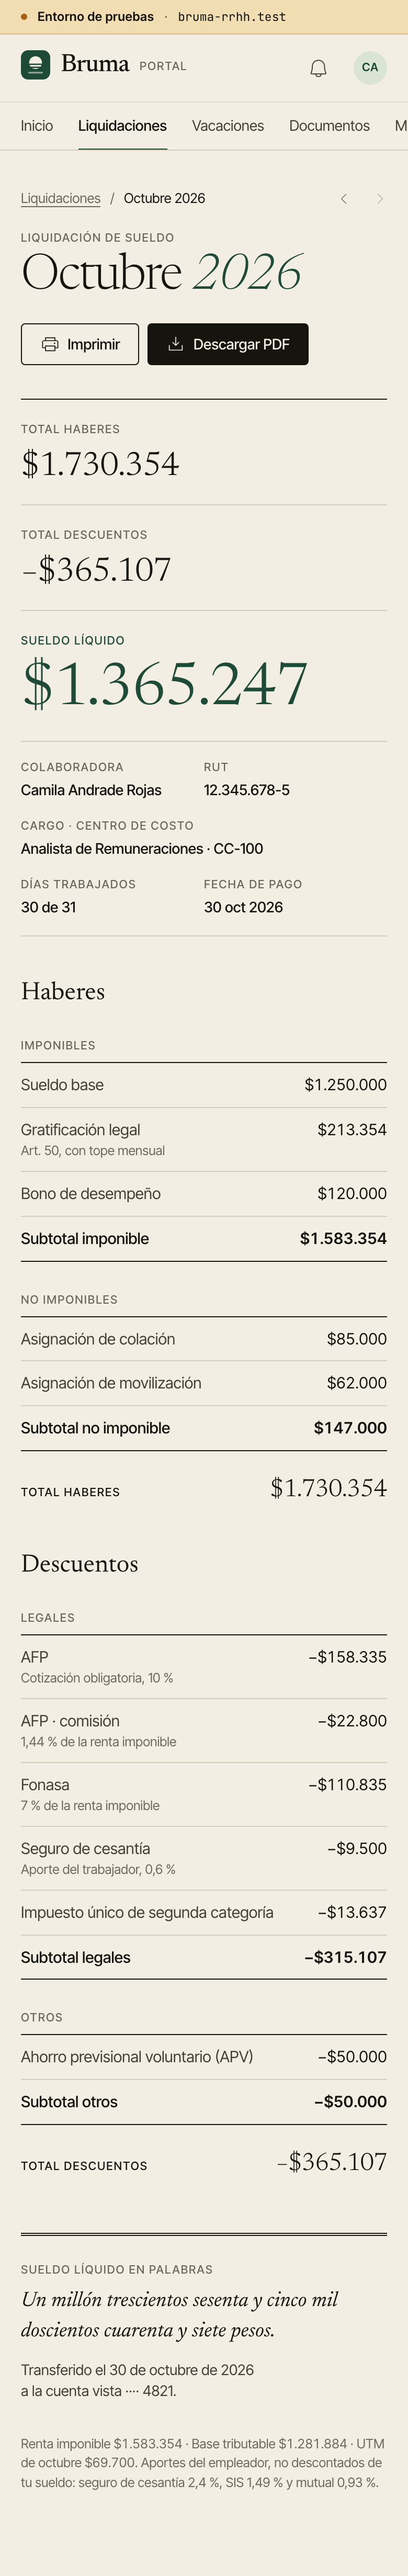 Entorno de pruebas · bruma-rrhh.test
Bruma PORTAL
CA
Inicio Liquidaciones Vacaciones Documentos M
Liquidaciones / Octubre 2026
LIQUIDACIÓN DE SUELDO
Octubre 2026
Imprimir Descargar PDF
TOTAL HABERES
$1.730.354
TOTAL DESCUENTOS
−$365.107
SUELDO LÍQUIDO
$1.365.247
COLABORADORA RUT
Camila Andrade Rojas 12.345.678-5
CARGO · CENTRO DE COSTO
Analista de Remuneraciones · CC-100
DÍAS TRABAJADOS FECHA DE PAGO
30 de 31 30 oct 2026
Haberes
IMPONIBLES
Sueldo base $1.250.000
Gratificación legal $213.354
Art. 50, con tope mensual
Bono de desempeño $120.000
Subtotal imponible $1.583.354
NO IMPONIBLES
Asignación de colación $85.000
Asignación de movilización $62.000
Subtotal no imponible $147.000
TOTAL HABERES $1.730.354
Descuentos
LEGALES
AFP −$158.335
Cotización obligatoria, 10 %
AFP · comisión −$22.800
1,44 % de la renta imponible
Fonasa −$110.835
7 % de la renta imponible
Seguro de cesantía −$9.500
Aporte del trabajador, 0,6 %
Impuesto único de segunda categoría −$13.637
Subtotal legales −$315.107
OTROS
Ahorro previsional voluntario (APV) −$50.000
Subtotal otros −$50.000
TOTAL DESCUENTOS −$365.107
SUELDO LÍQUIDO EN PALABRAS
Un millón trescientos sesenta y cinco mil
doscientos cuarenta y siete pesos.
Transferido el 30 de octubre de 2026
a la cuenta vista ···· 4821.
Renta imponible $1.583.354 · Base tributable $1.281.884 · UTM
de octubre $69.700. Aportes del empleador, no descontados de
tu sueldo: seguro de cesantía 2,4 %, SIS 1,49 % y mutual 0,93 %.